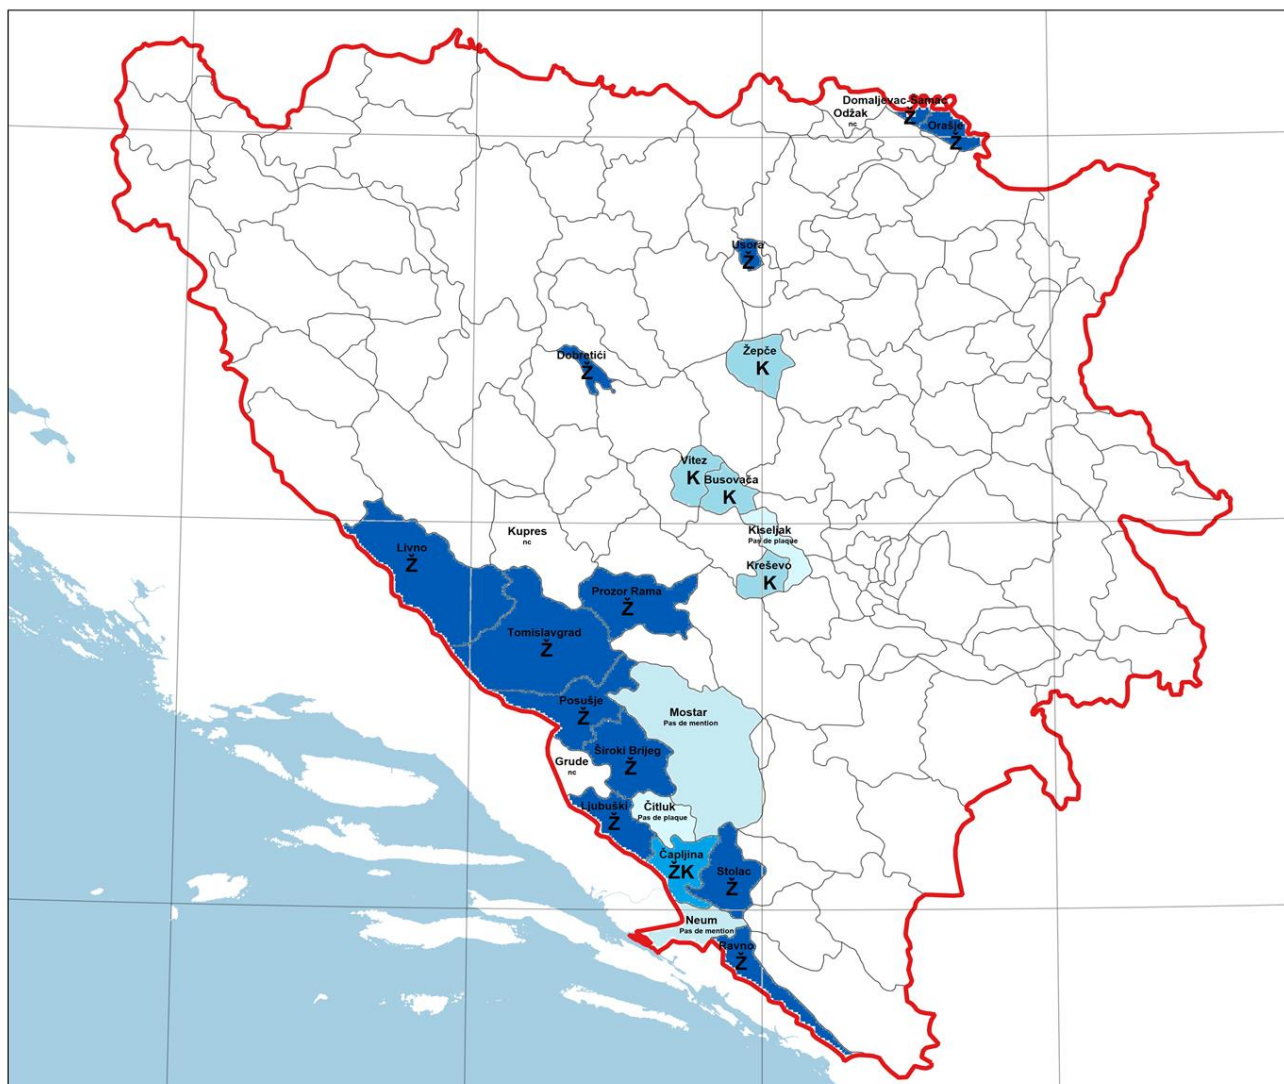 Domaljevac-Šamac
Ž
Odžak
nc
Orašje
Ž
Usora
Ž
Dobretići
Ž
Žepče
K
Vitez
K
Busovača
K
Kupres
nc
Kiseljak
Pas de plaque
Livno
Ž
Kreševo
K
Prozor Rama
Ž
Tomislavgrad
Ž
Posušje
Ž
Mostar
Pas de mention
Široki Brijeg
Ž
Grude
nc
Ljubuški
Ž
Čitluk
Pas de plaque
Čapljina
ŽK
Stolac
Ž
Neum
Pas de mention
Ravno
Ž